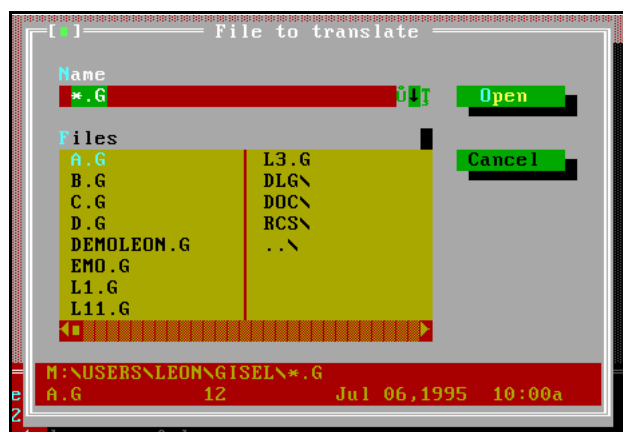 [■] File to translate
Name
*.G
Open
Files
Cancel
A.G
B.G
C.G
D.G
DEMOLEON.G
EMO.G
L1.G
L11.G
L3.G
DLG\
DOC\
RCS\
..\
M:\USERS\LEON\GISEL\*.G
A.G 12 Jul 06,1995 10:00a